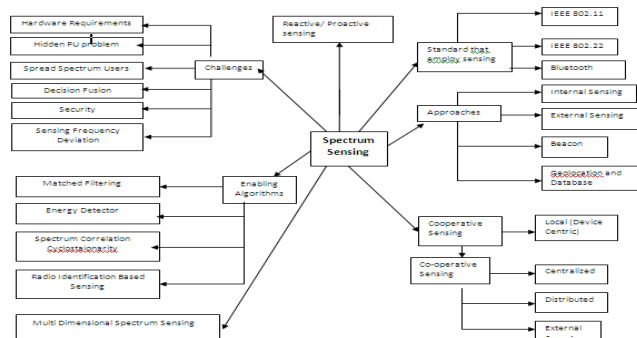 Hardware Requirements
Hidden PU problem
Spread Spectrum Users
Decision Fusion
Security
Sensing Frequency
Deviation
Challenges
Reactive/ Proactive
sensing
Standard that
employ sensing
IEEE 802.11
IEEE 802.22
Bluetooth
Approaches
Internal Sensing
External Sensing
Beacon
Geolocation and
Database
Spectrum
Sensing
Enabling
Algorithms
Matched Filtering
Energy Detector
Spectrum Correlation
Cyclostaionarity
Radio Identification Based
Sensing
Multi Dimensional Spectrum Sensing
Cooperative
Sensing
Local (Device
Centric)
Co-operative
Sensing
Centralized
Distributed
External